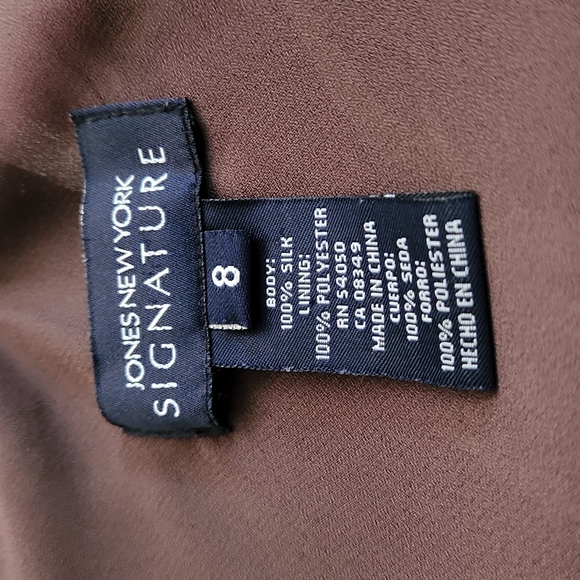 JONES NEW YORK
SIGNATURE
8
BODY:
100% SILK
LINING:
100% POLYESTER
RN 54050
CA 08349
MADE IN CHINA
CUERPO:
100% SEDA
FORRO:
100% POLIESTER
HECHO EN CHINA